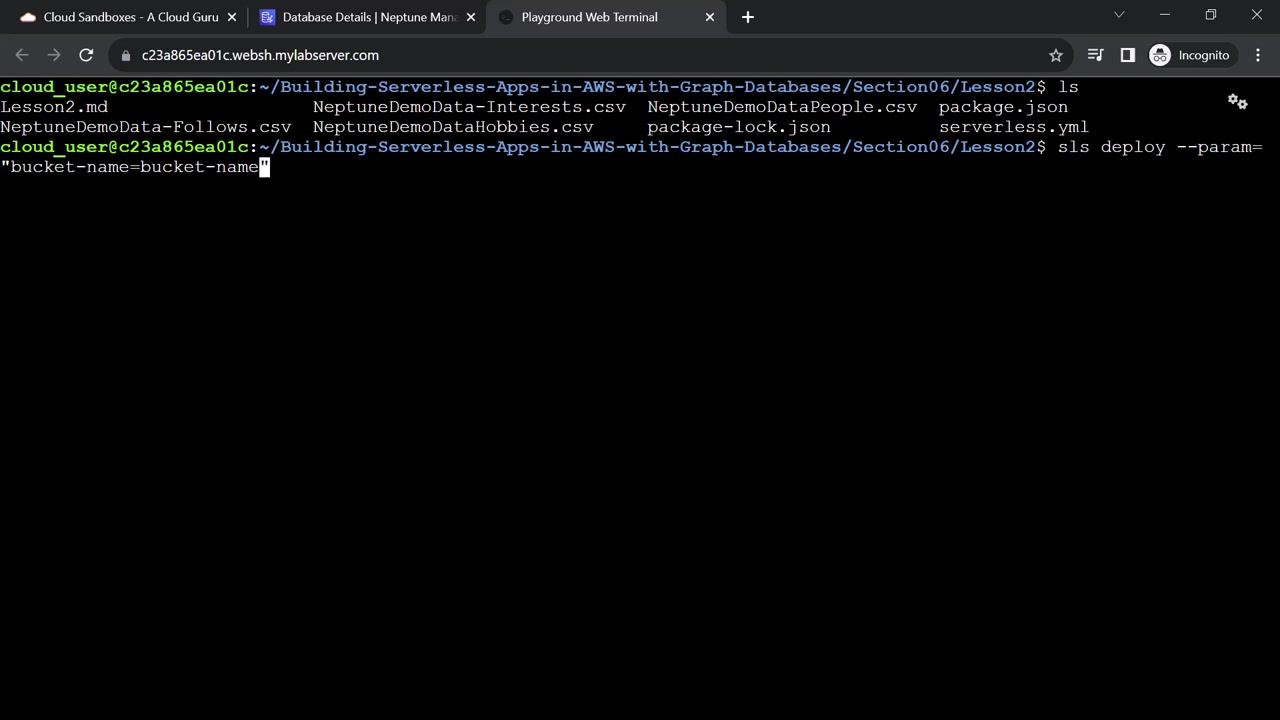 Cloud Sandboxes - A Cloud Guru
Database Details | Neptune Man
Playground Web Terminal
c23a865ea01c.websh.mylabserver.com
Incognito
cloud_user@c23a865ea01c:~/Building-Serverless-Apps-in-AWS-with-Graph-Databases/Section06/Lesson2$ ls
Lesson2.md NeptuneDemoData-Interests.csv NeptuneDemoDataPeople.csv package.json
NeptuneDemoData-Follows.csv NeptuneDemoDataHobbies.csv package-lock.json serverless.yml
cloud_user@c23a865ea01c:~/Building-Serverless-Apps-in-AWS-with-Graph-Databases/Section06/Lesson2$ sls deploy --param=
"bucket-name=bucket-name"